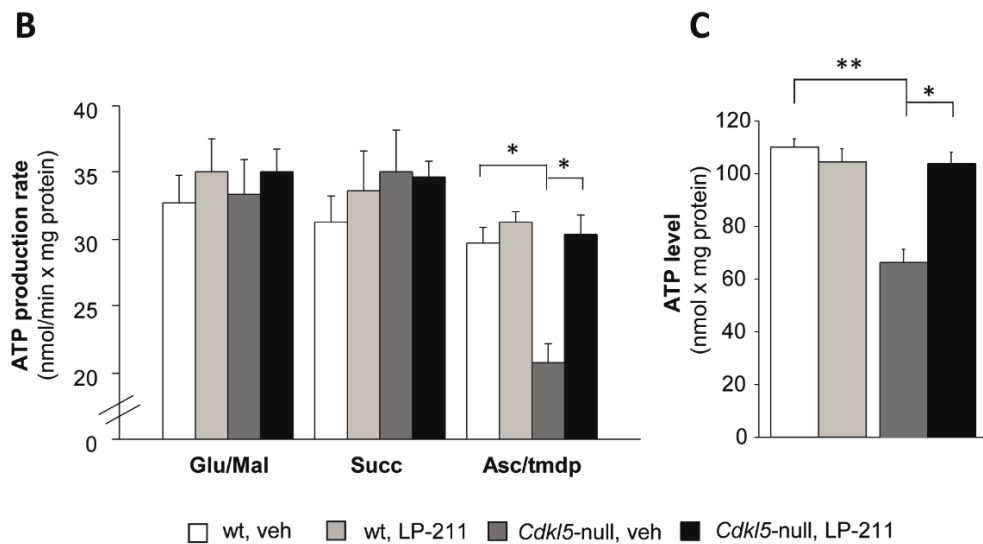 B
ATP production rate
(nmol/min x mg protein)
40
35
30
25
20
0
*
*
Glu/Mal
Succ
Asc/tmdp
C
ATP level
(nmol x mg protein)
120
100
80
60
40
20
0
**
*
wt, veh
wt, LP-211
Cdkl5-null, veh
Cdkl5-null, LP-211